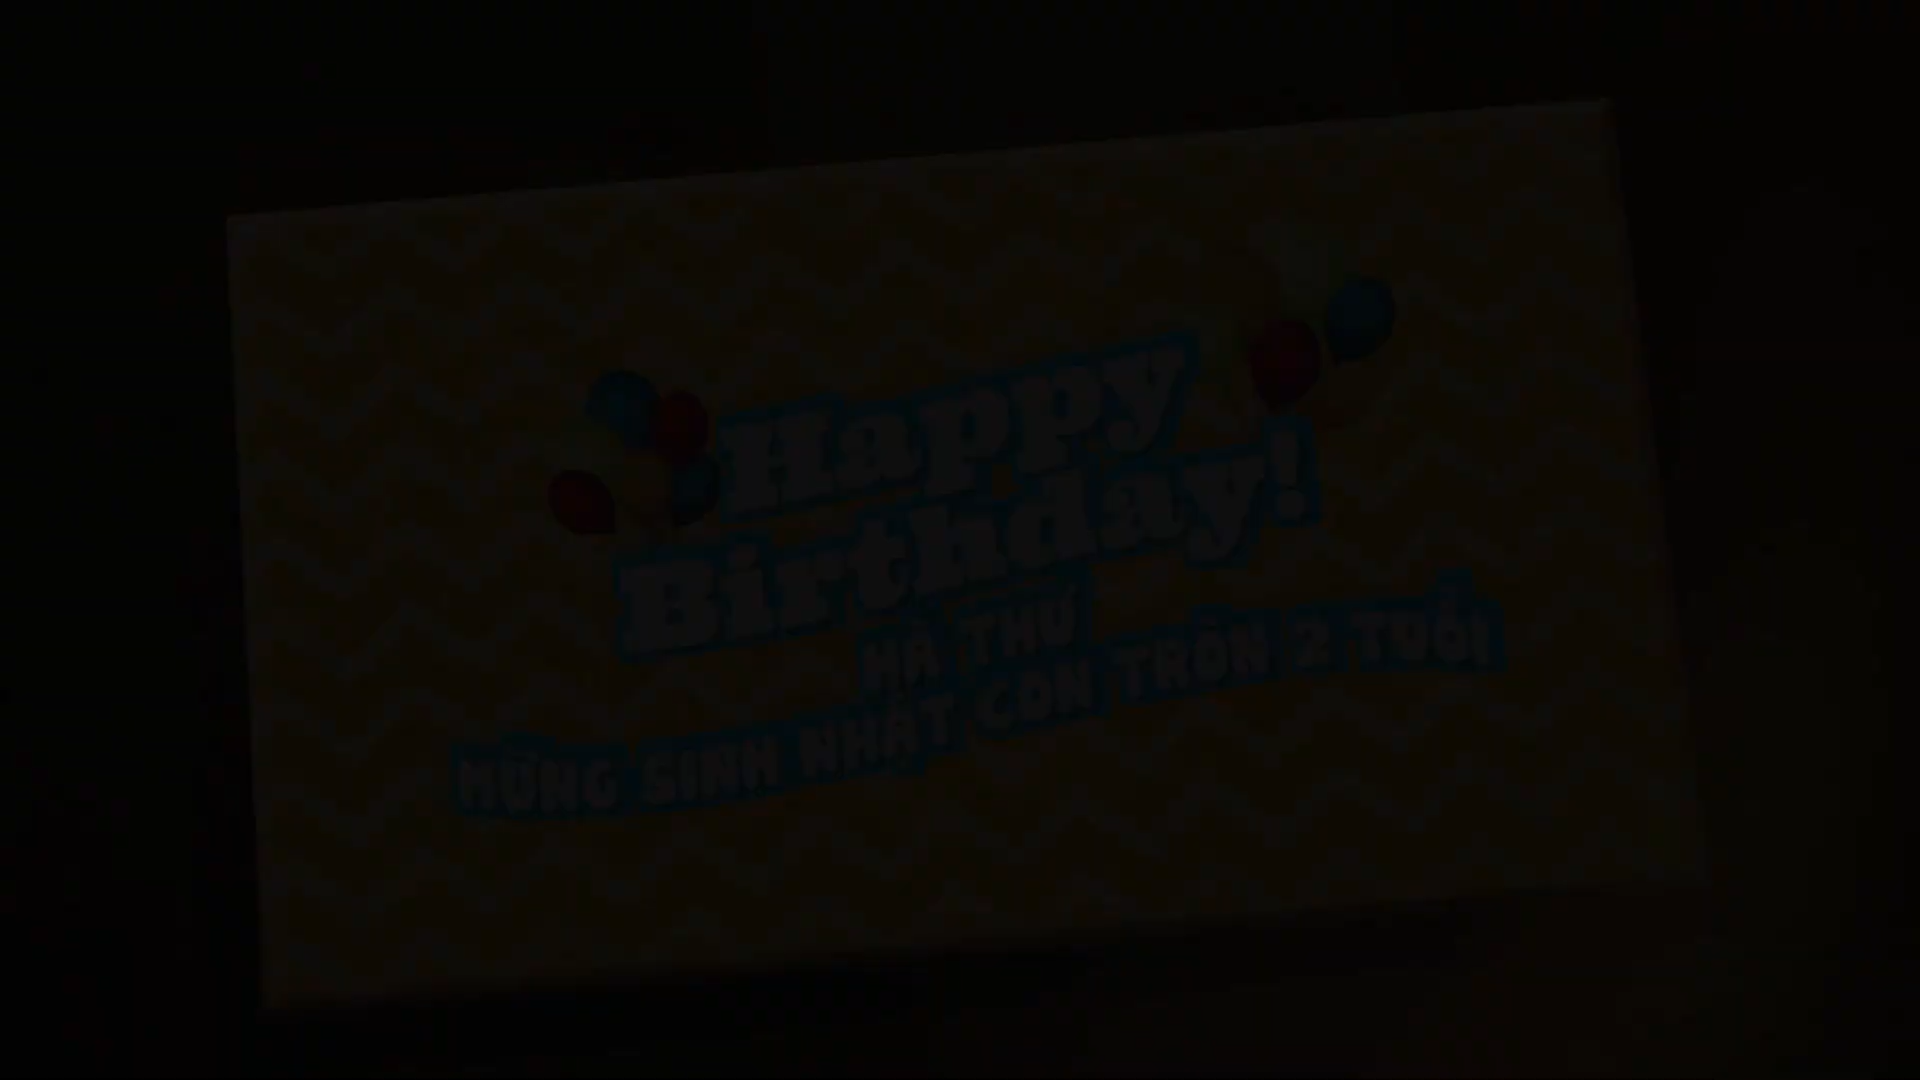 Happy
Birthday!
HÀ THƯ
MỪNG SINH NHẬT CON TRÒN 2 TUỔI